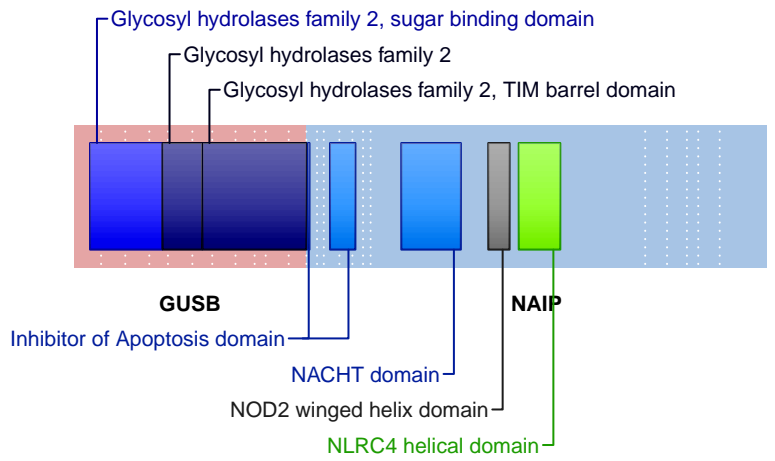 Glycosyl hydrolases family 2, sugar binding domain
Glycosyl hydrolases family 2
Glycosyl hydrolases family 2, TIM barrel domain
GUSB
NAIP
Inhibitor of Apoptosis domain
NACHT domain
NOD2 winged helix domain
NLRC4 helical domain